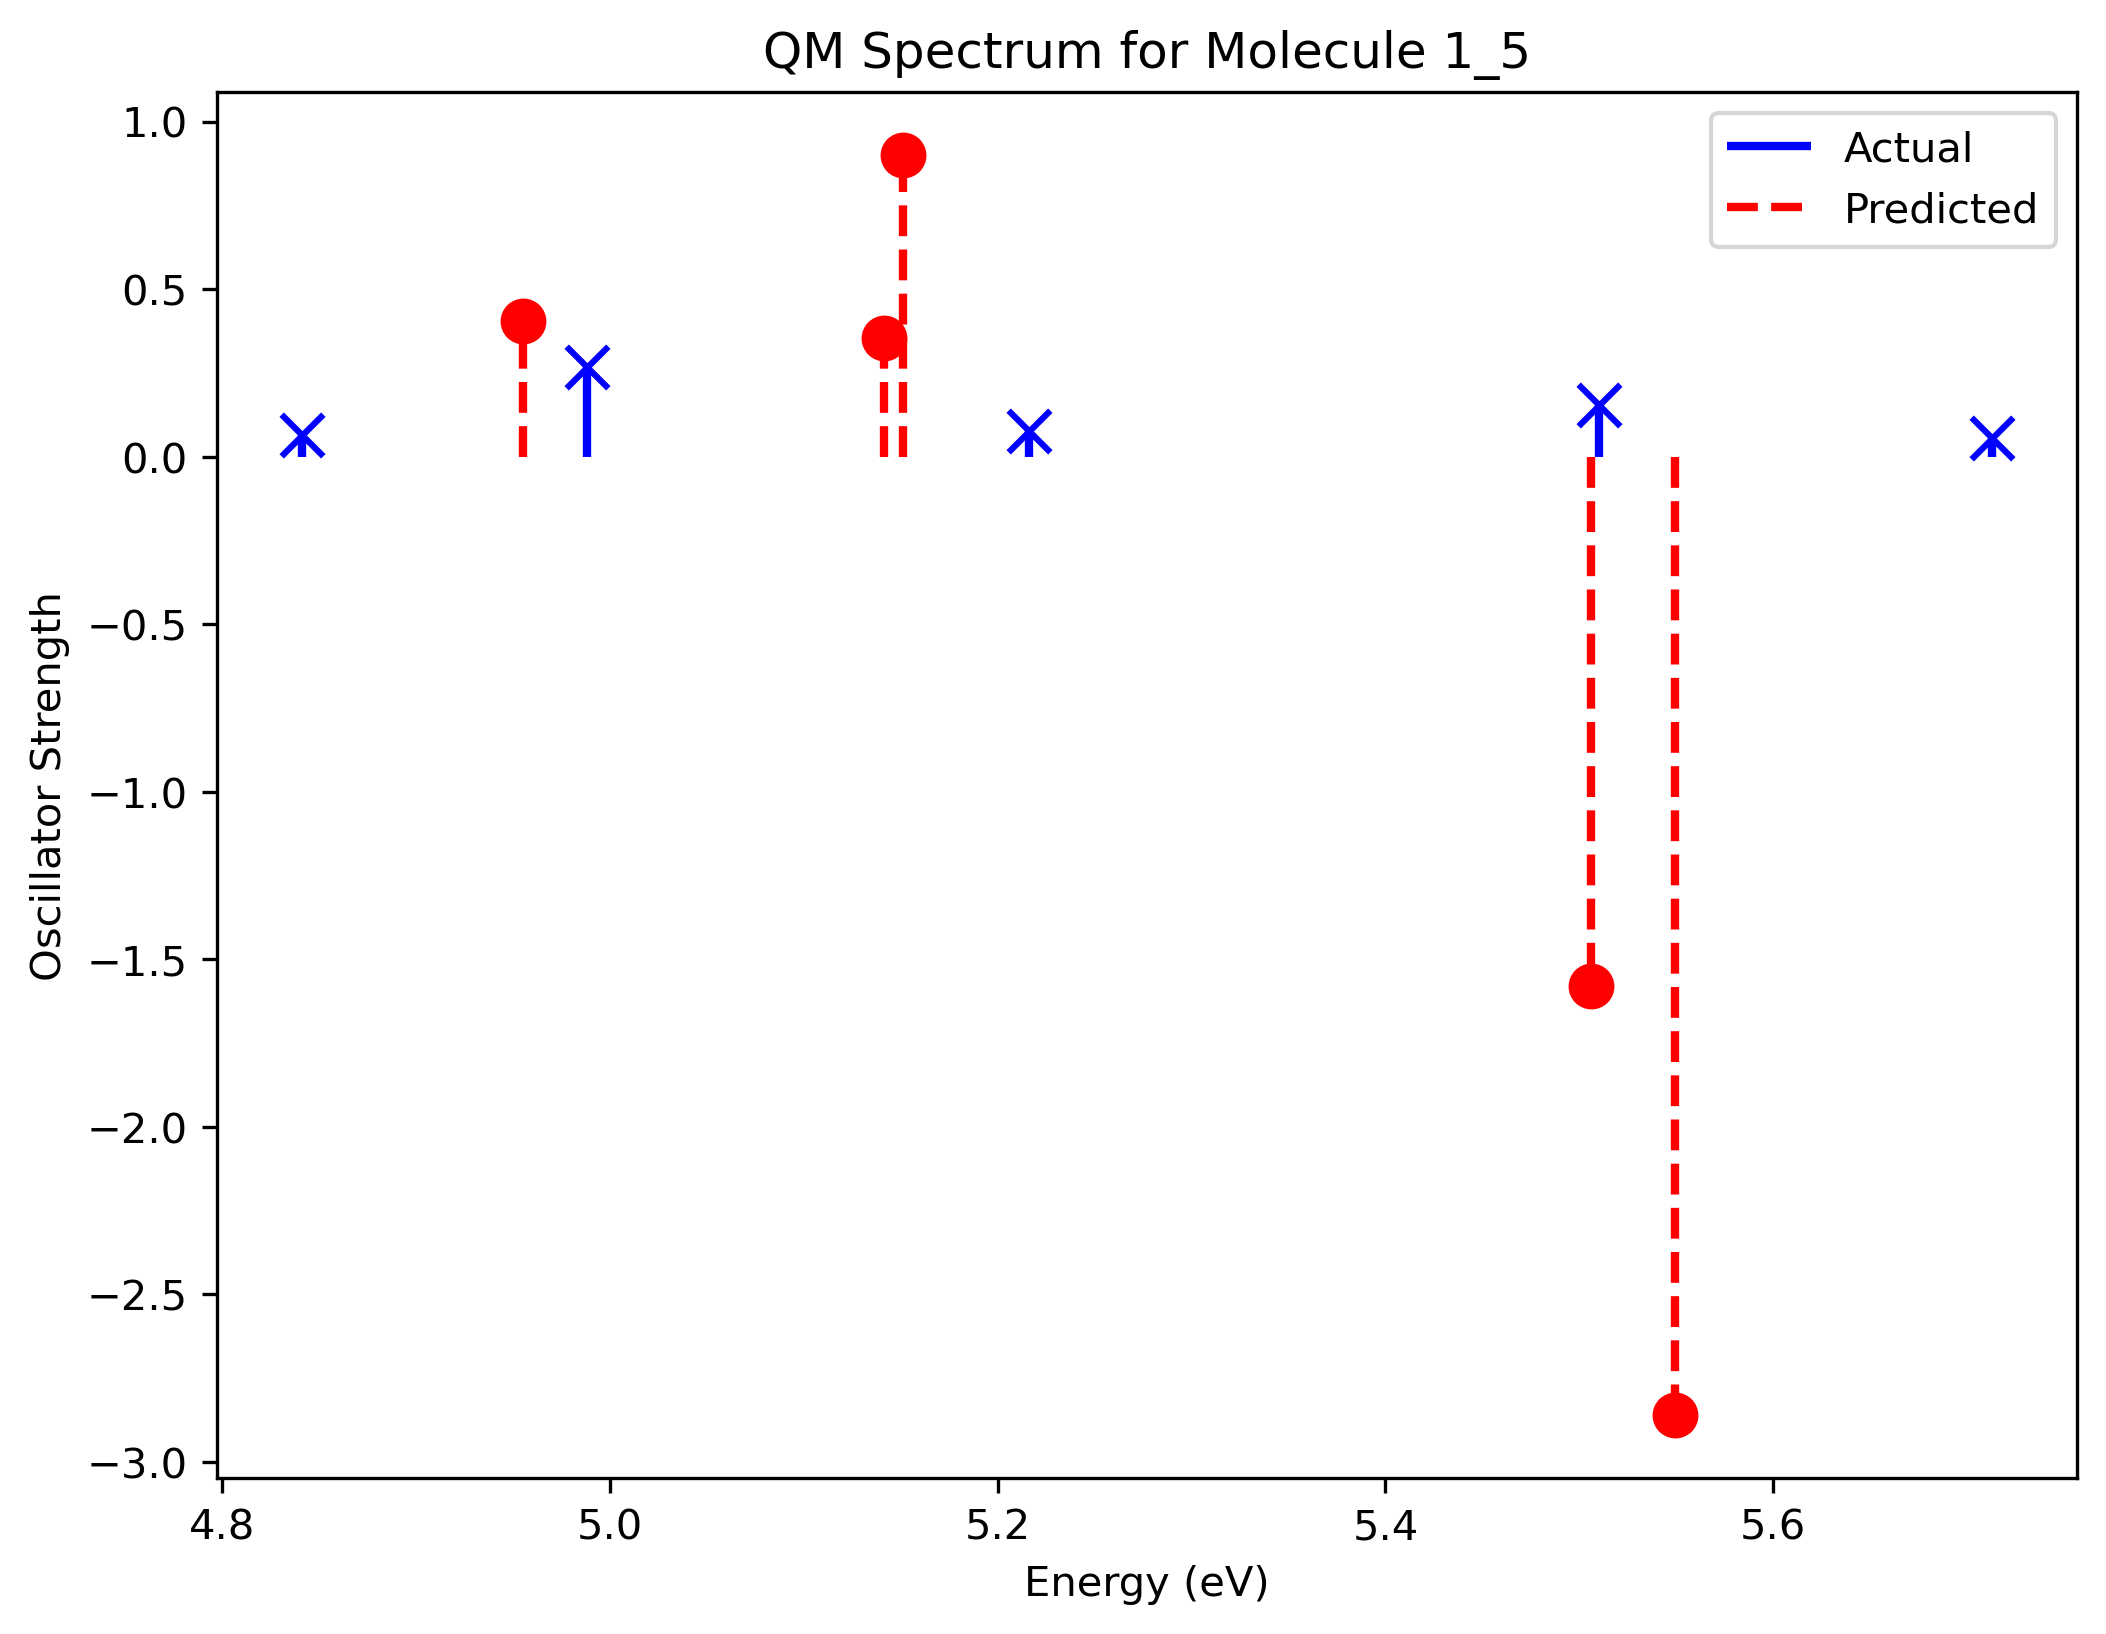 QM Spectrum for Molecule 1_5
Actual
Predicted
1.0
0.5
0.0
−0.5
−1.0
−1.5
−2.0
−2.5
−3.0
Oscillator Strength
4.8 5.0 5.2 5.4 5.6
Energy (eV)